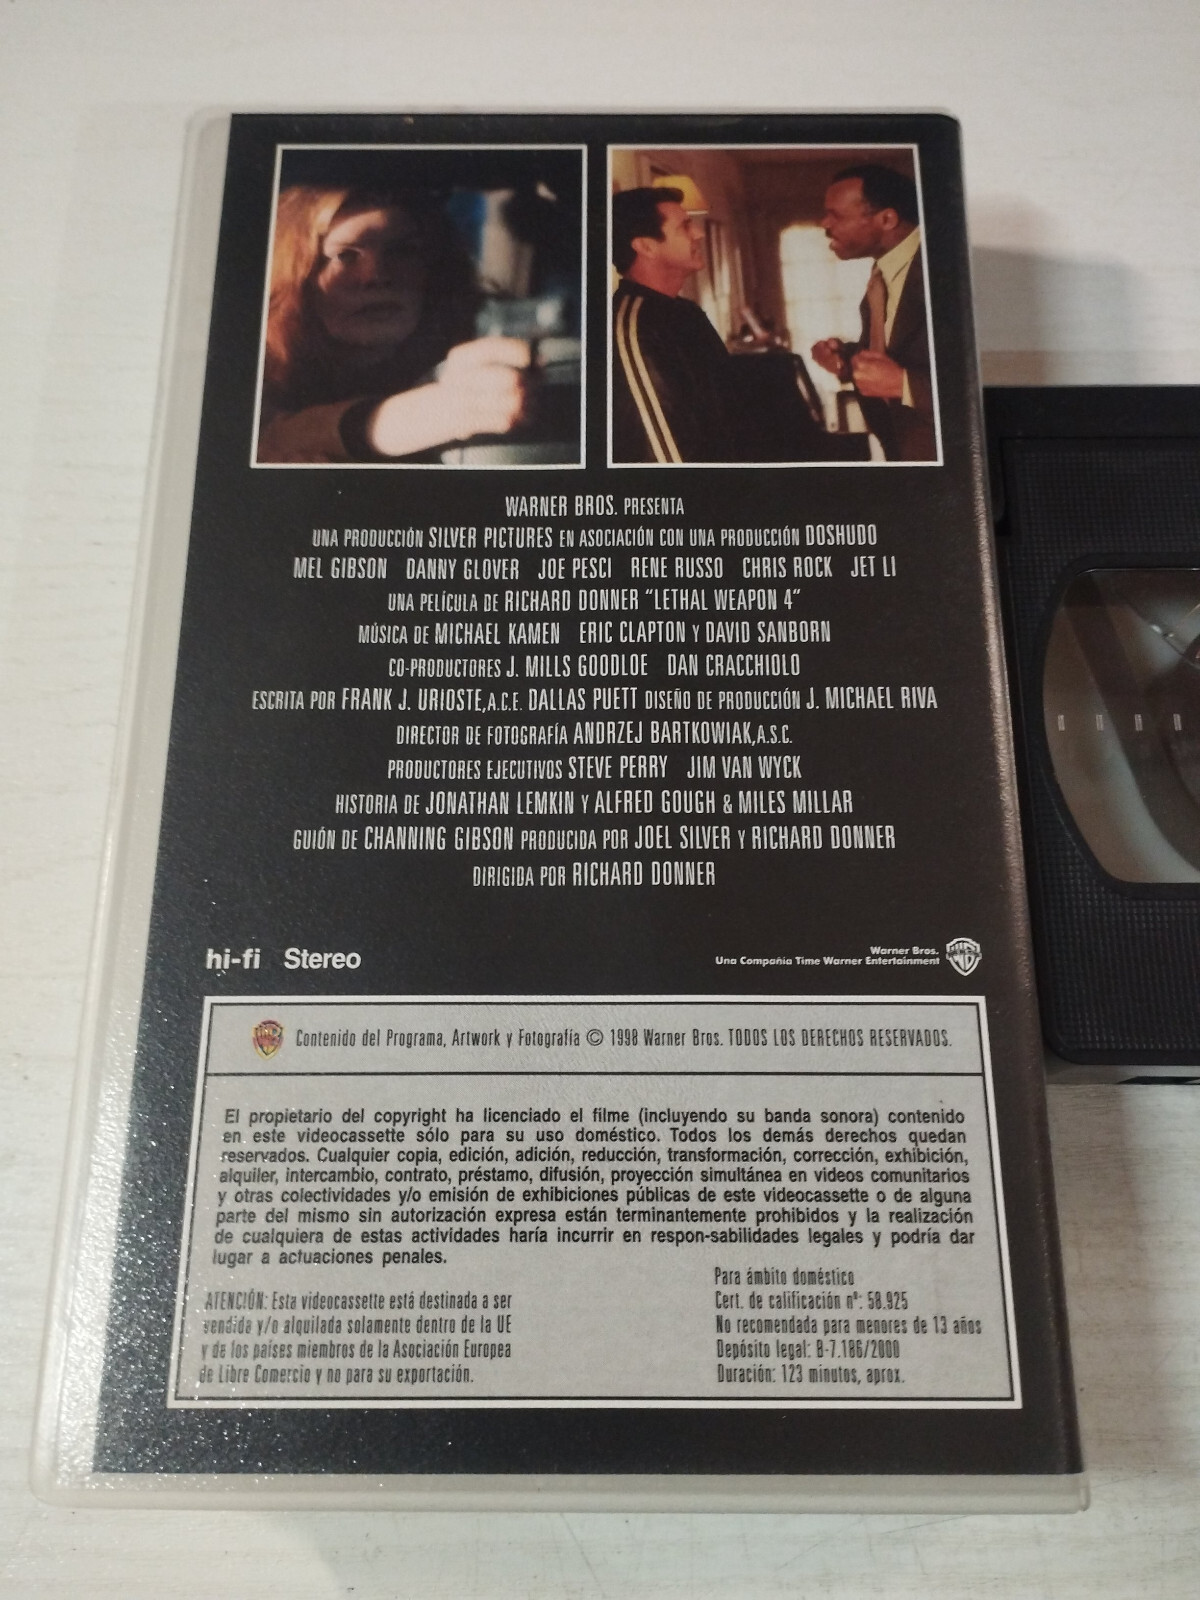 WARNER BROS. PRESENTA
UNA PRODUCCIÓN SILVER PICTURES EN ASOCIACIÓN CON UNA PRODUCCIÓN DOSHUDO
MEL GIBSON DANNY GLOVER JOE PESCI RENE RUSSO CHRIS ROCK JET LI
UNA PELÍCULA DE RICHARD DONNER "LETHAL WEAPON 4"
MÚSICA DE MICHAEL KAMEN ERIC CLAPTON Y DAVID SANBORN
CO-PRODUCTORES J. MILLS GOODLOE DAN CRACCHIOLO
ESCRITA POR FRANK J. URIOSTE, A.C.E. DALLAS PUETT DISEÑO DE PRODUCCIÓN J. MICHAEL RIVA
DIRECTOR DE FOTOGRAFÍA ANDRZEJ BARTKOWIAK, A.S.C.
PRODUCTORES EJECUTIVOS STEVE PERRY JIM VAN WYCK
HISTORIA DE JONATHAN LEMKIN Y ALFRED GOUGH & MILES MILLAR
GUIÓN DE CHANNING GIBSON PRODUCIDA POR JOEL SILVER Y RICHARD DONNER
DIRIGIDA POR RICHARD DONNER
hi-fi Stereo
Warner Bros.
Una Compañia Time Warner Entertainment
Contenido del Programa, Artwork y Fotografía © 1998 Warner Bros. TODOS LOS DERECHOS RESERVADOS.
El propietario del copyright ha licenciado el filme (incluyendo su banda sonora) contenido
en este videocassette sólo para su uso doméstico. Todos los demás derechos quedan
reservados. Cualquier copia, edición, adición, reducción, transformación, corrección, exhibición,
alquiler, intercambio, contrato, préstamo, difusión, proyección simultánea en videos comunitarios
y otras colectividades y/o emisión de exhibiciones públicas de este videocassette o de alguna
parte del mismo sin autorización expresa están terminantemente prohibidos y la realización
de cualquiera de estas actividades haría incurrir en respon-sabilidades legales y podría dar
lugar a actuaciones penales.
ATENCIÓN: Esta videocassette está destinada a ser
vendida y/o alquilada solamente dentro de la UE
y de los países miembros de la Asociación Europea
de Libre Comercio y no para su exportación.
Para ámbito doméstico
Cert. de calificación nº: 58.925
No recomendada para menores de 13 años
Depósito legal: B-7.186/2000
Duración: 123 minutos, aprox.